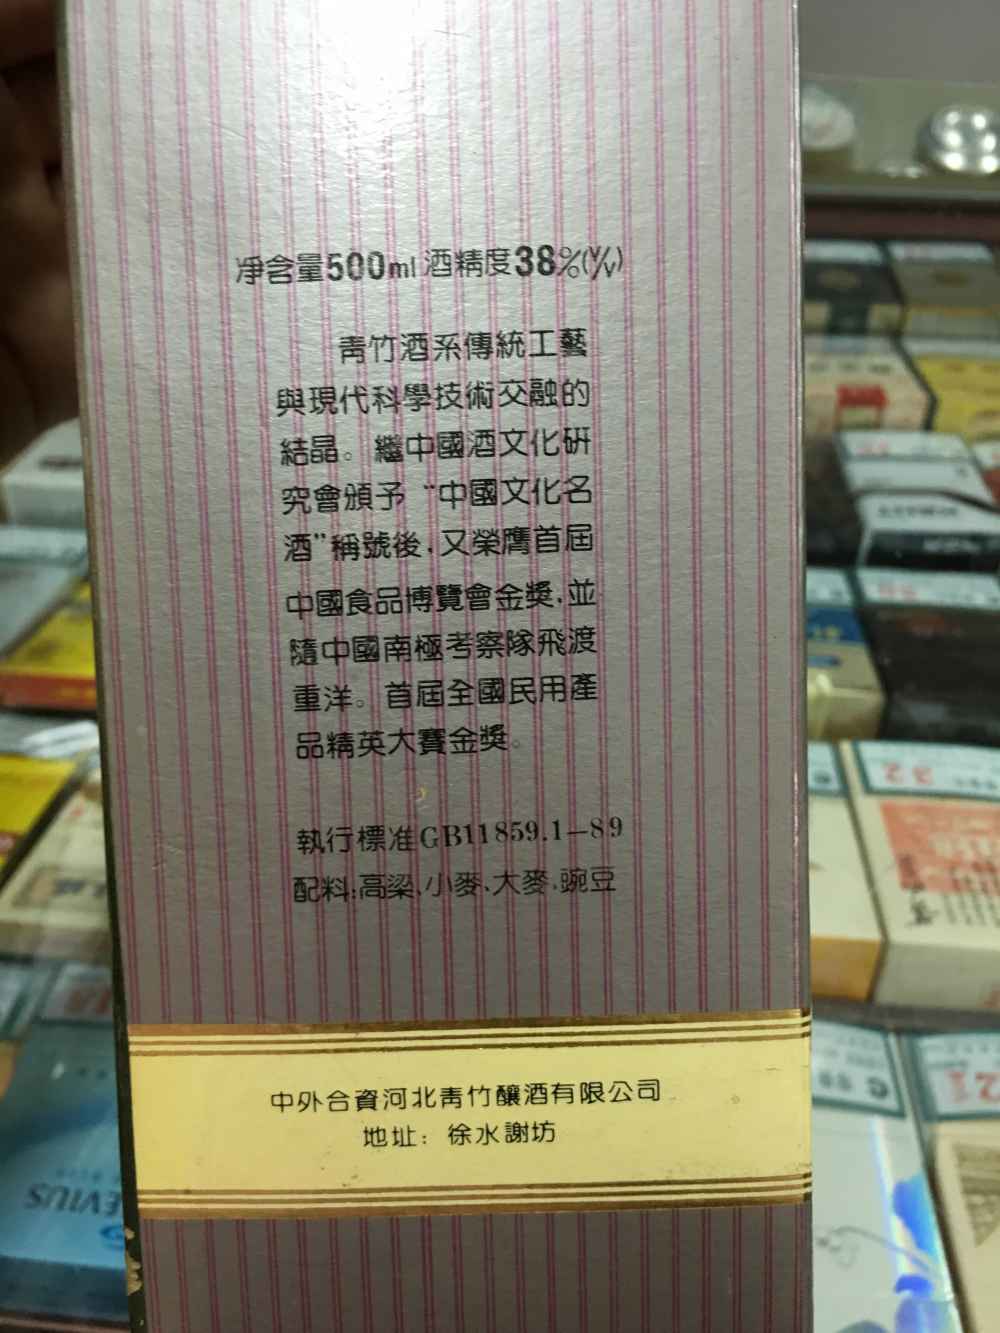 净含量500ml 酒精度38%(V/V)
青竹酒系傳統工藝
與現代科學技術交融的
結晶。繼中國酒文化研
究會頒予“中國文化名
酒”稱號後,又榮膺首屆
中國食品博覽會金獎,並
隨中國南極考察隊飛渡
重洋。首屆全國民用產
品精英大賽金獎。
執行標准GB11859.1—89
配料:高梁、小麥、大麥、豌豆
中外合資河北青竹釀酒有限公司
地址：徐水謝坊